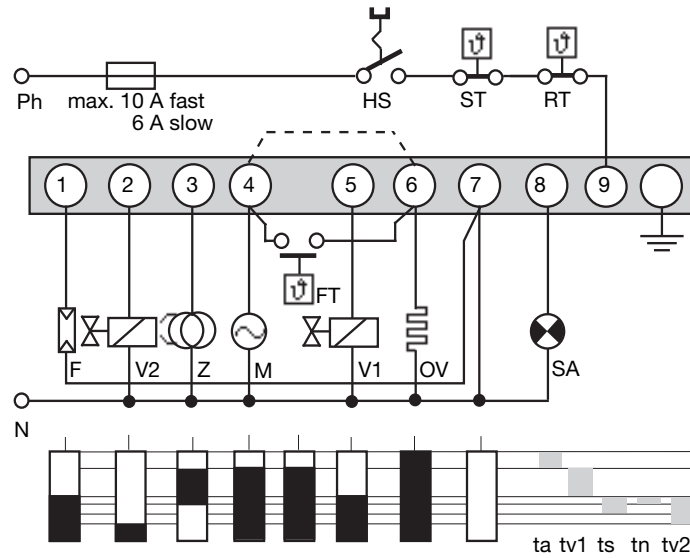 ϑ ϑ
Ph max. 10 A fast HS ST RT
6 A slow
1 2 3 4 5 6 7 8 9
ϑ FT
F V2 Z M V1 OV SA
N
ta tv1 ts tn tv2